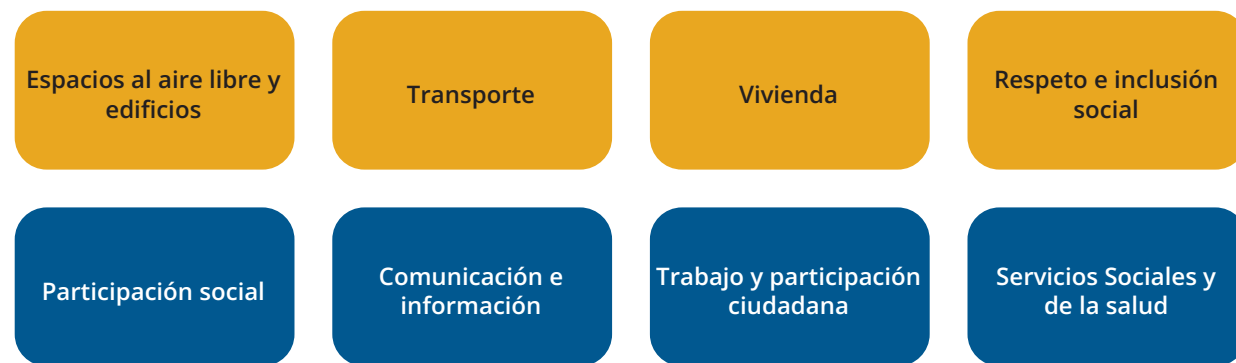 Espacios al aire libre y
edificios
Transporte
Vivienda
Respeto e inclusión
social
Participación social
Comunicación e
información
Trabajo y participación
ciudadana
Servicios Sociales y
de la salud